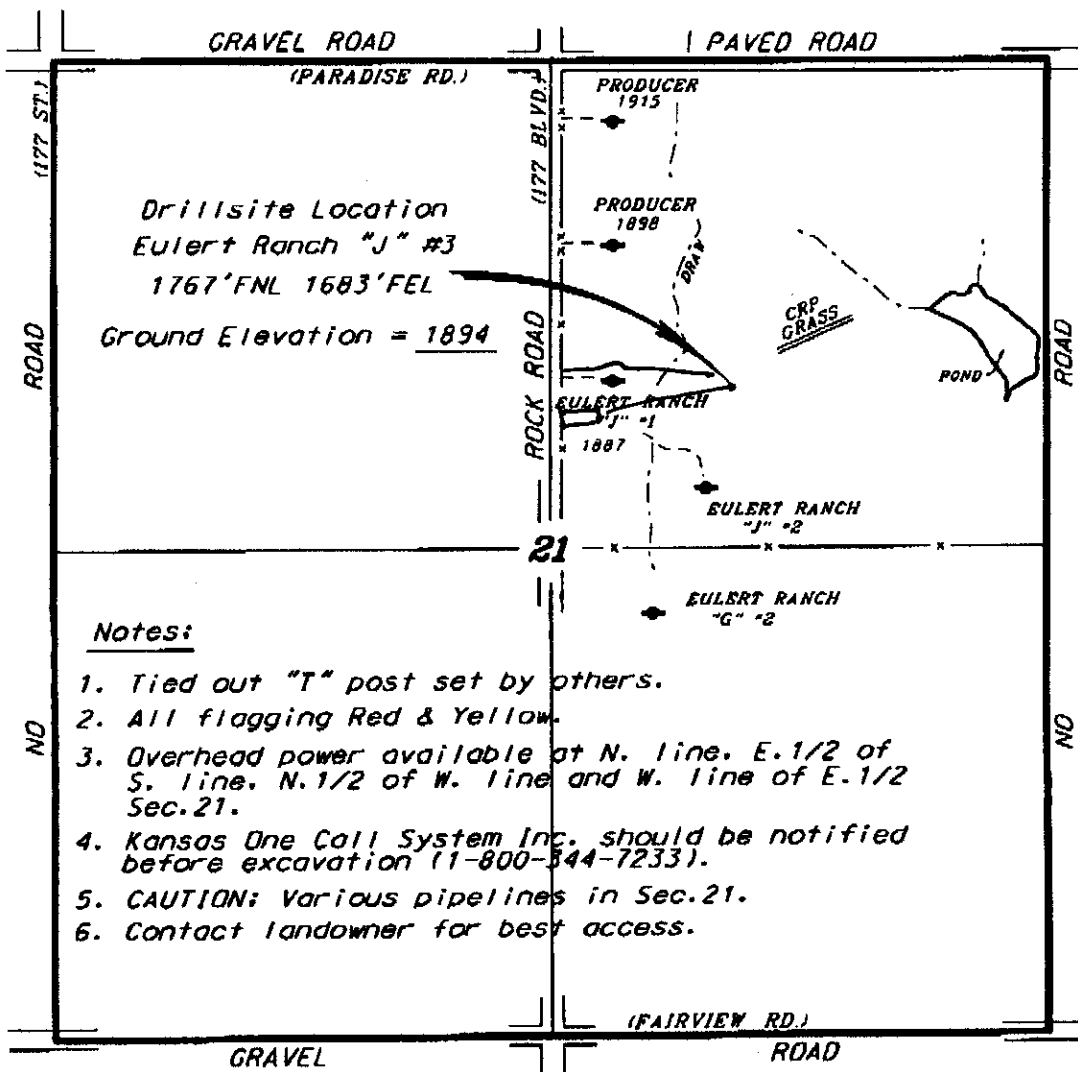 GRAVEL ROAD
PAVED ROAD
(PARADISE RD.)
(177 ST.)
(177 BLVD.)
PRODUCER
1915
Drillsite Location
Eulert Ranch "J" #3
1767'FNL 1683'FEL
Ground Elevation = 1894
PRODUCER
1898
DRAW
CRP
GRASS
POND
ROAD
ROCK ROAD
ROAD
EULERT RANCH
"J" #1
1887
EULERT RANCH
"J" #2
21
EULERT RANCH
"G" #2
NO
NO
Notes:
1. Tied out "T" post set by others.
2. All flagging Red & Yellow.
3. Overhead power available at N. line. E.1/2 of
S. line. N.1/2 of W. line and W. line of E.1/2
Sec.21.
4. Kansas One Call System Inc. should be notified
before excavation (1-800-344-7233).
5. CAUTION: Various pipelines in Sec.21.
6. Contact landowner for best access.
(FAIRVIEW RD.)
GRAVEL
ROAD